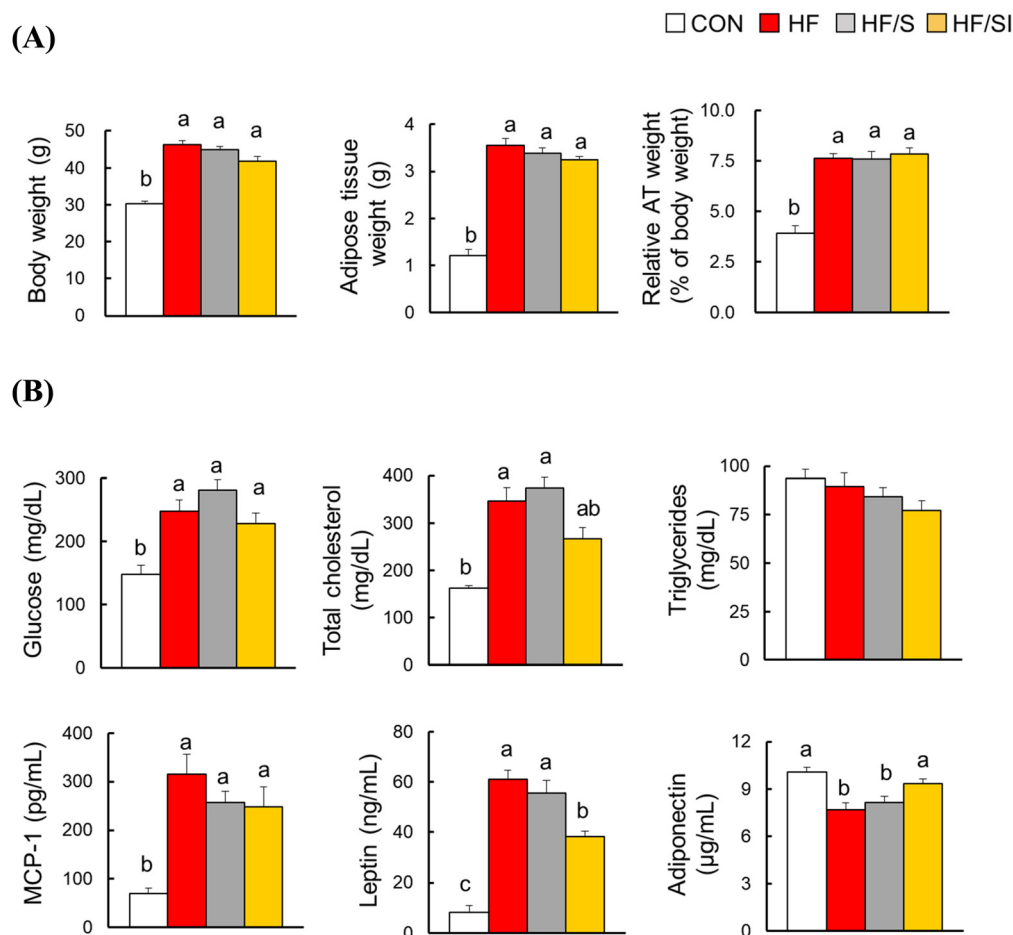 CON HF HF/S HF/SI
(A)
Body weight (g)
50
40
30
20
10
0
b a a a
Adipose tissue
weight (g)
4
3
2
1
0
b a a a
Relative AT weight
(% of body weight)
10.0
7.5
5.0
2.5
0.0
b a a a
(B)
Glucose (mg/dL)
300
200
100
0
b a a a
Total cholesterol
(mg/dL)
400
300
200
100
0
b a a ab
Triglycerides
(mg/dL)
100
75
50
25
0
MCP-1 (pg/mL)
400
300
200
100
0
b a a a
Leptin (ng/mL)
80
60
40
20
0
c a a b
Adiponectin
(μg/mL)
12
9
6
3
0
a b b a